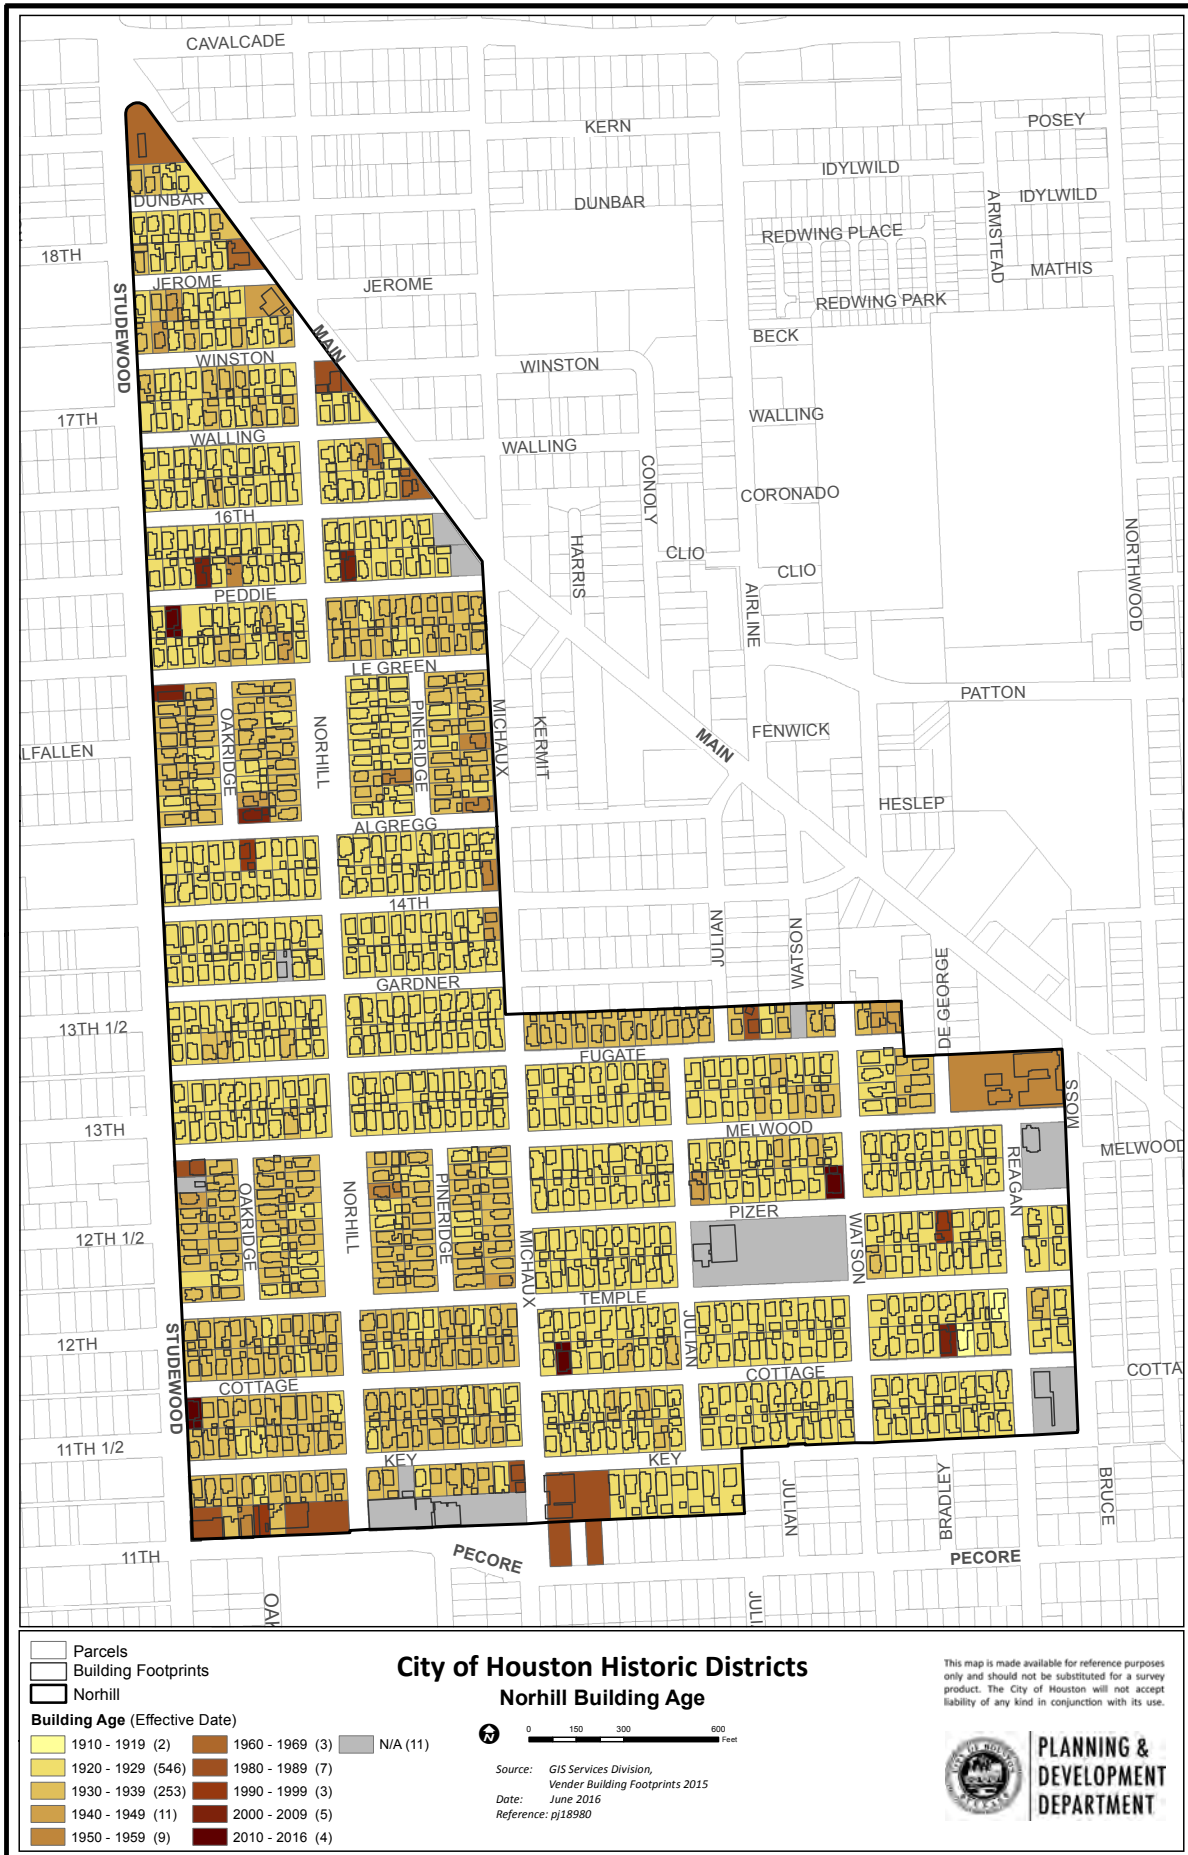 CAVALCADE
KERN
POSEY
IDYLWILD
IDYLWILD
DUNBAR
DUNBAR
ARMSTEAD
REDWING PLACE
18TH
MATHIS
JEROME
JEROME
REDWING PARK
STUDEWOOD
MAIN
BECK
WINSTON
WINSTON
17TH
WALLING
WALLING
WALLING
CONOLY
CORONADO
16TH
HARRIS
CLIO
CLIO
NORTHWOOD
PEDDIE
AIRLINE
LE GREEN
PATTON
OAKRIDGE
NORHILL
PINERIDGE
MICHAUX
KERMIT
MAIN
FENWICK
LFALLEN
HESLEP
ALGREGG
14TH
JULIAN
WATSON
GARDNER
DE GEORGE
13TH 1/2
FUGATE
MOSS
13TH
MELWOOD
MELWOOD
REAGAN
OAKRIDGE
NORHILL
PINERIDGE
PIZER
12TH 1/2
MICHAUX
WATSON
TEMPLE
12TH
STUDEWOOD
JULIAN
COTTAGE
COTTAGE
COTTA
11TH 1/2
KEY
KEY
JULIAN
BRADLEY
BRUCE
11TH
PECORE
PECORE
OAK
JULI
Parcels
Building Footprints
Norhill
Building Age (Effective Date)
1910 - 1919 (2)
1920 - 1929 (546)
1930 - 1939 (253)
1940 - 1949 (11)
1950 - 1959 (9)
1960 - 1969 (3)
1980 - 1989 (7)
1990 - 1999 (3)
2000 - 2009 (5)
2010 - 2016 (4)
N/A (11)
City of Houston Historic Districts
Norhill Building Age
N
0 150 300 600
Feet
Source: GIS Services Division,
Vender Building Footprints 2015
Date: June 2016
Reference: pj18980
This map is made available for reference purposes
only and should not be substituted for a survey
product. The City of Houston will not accept
liability of any kind in conjunction with its use.
PLANNING &
DEVELOPMENT
DEPARTMENT